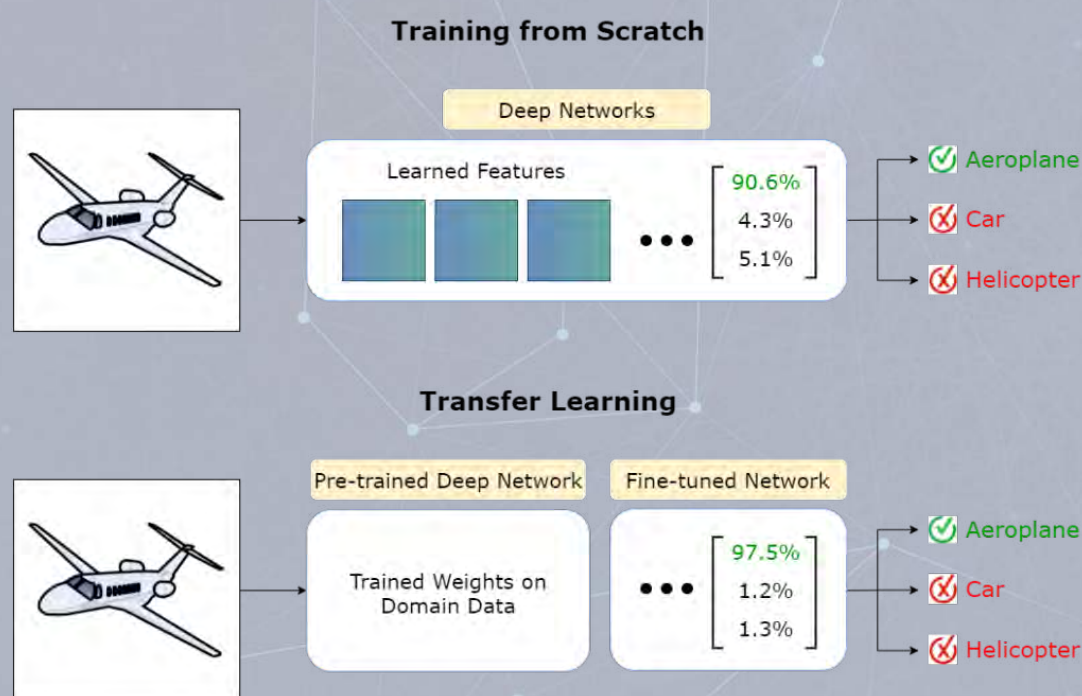 Training from Scratch
Deep Networks
Learned Features
90.6%
4.3%
5.1%
Aeroplane
Car
Helicopter
Transfer Learning
Pre-trained Deep Network
Fine-tuned Network
Trained Weights on
Domain Data
97.5%
1.2%
1.3%
Aeroplane
Car
Helicopter